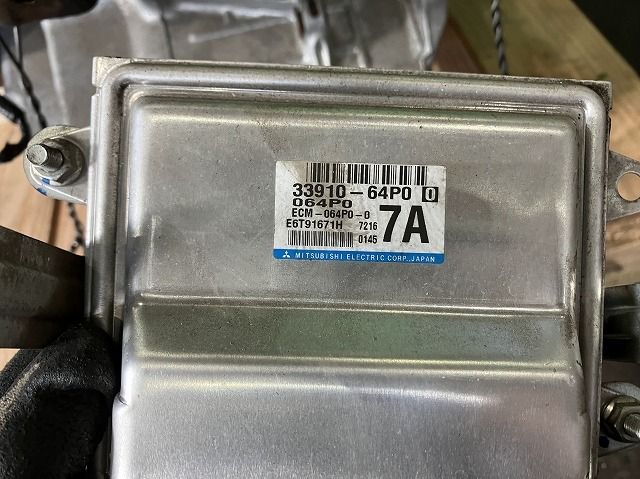 33910-64P0 0
064P0
ECM-064P0-0
E6T91671H 7216
7A
0145
MITSUBISHI ELECTRIC CORP., JAPAN